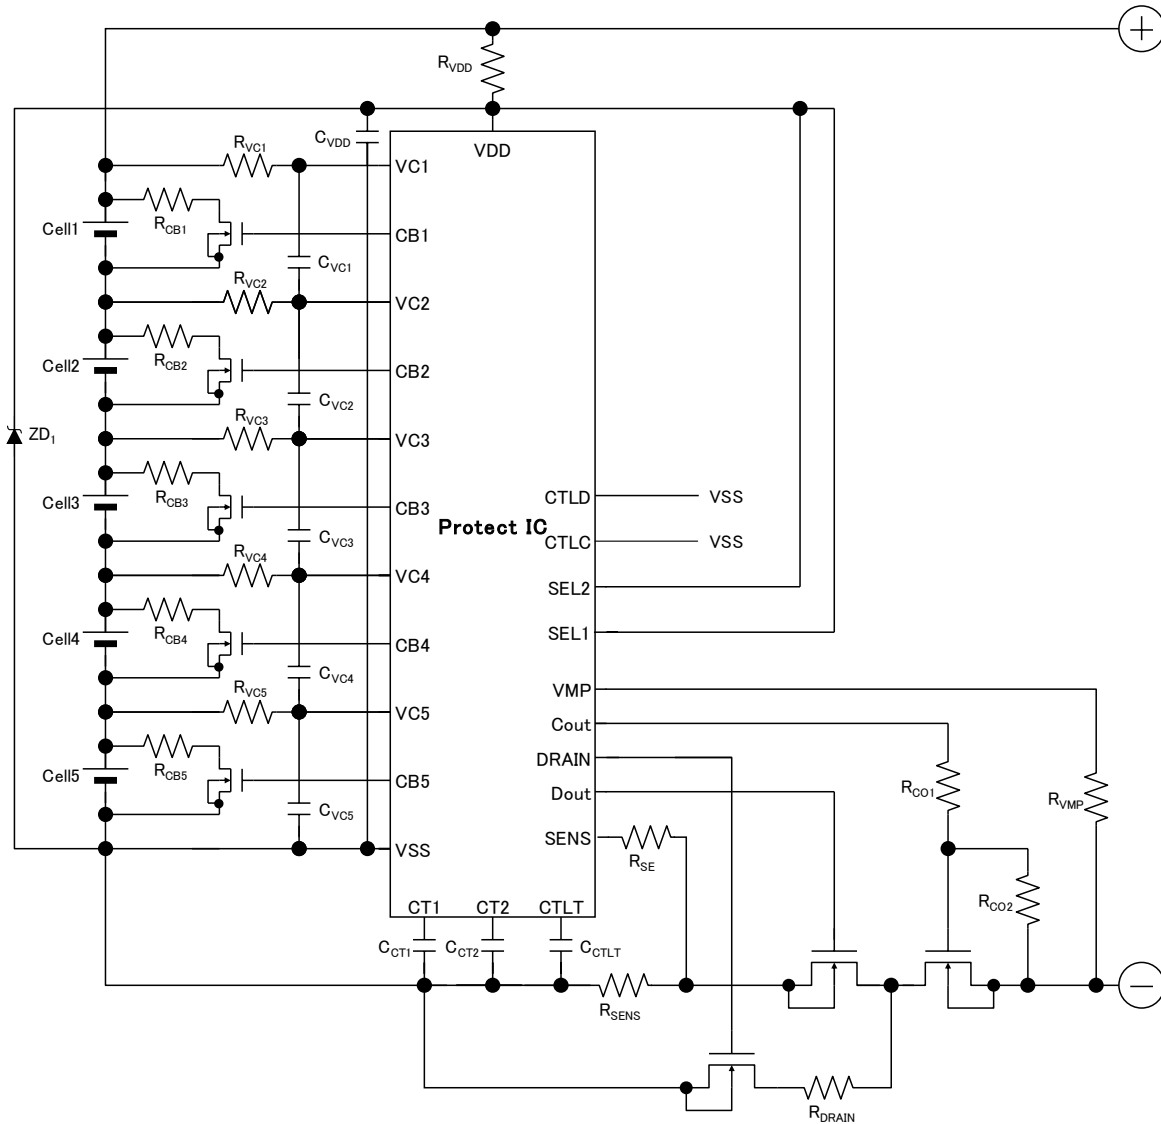 +
RVDD
RVC1
CVDD
VDD
VC1
Cell1
RCB1
CB1
RVC2
CVC1
VC2
Cell2
RCB2
CB2
RVC3
CVC2
ZD1
VC3
Cell3
RCB3
CB3
CTLD
VSS
Protect IC
RVC4
CVC3
CTLC
VSS
VC4
SEL2
Cell4
RCB4
CB4
SEL1
RVC5
CVC4
VMP
VC5
Cout
Cell5
RCB5
CB5
DRAIN
RCO1
RVMP
Dout
CVC5
SENS
VSS
RSE
RCO2
CT1
CT2
CTLT
CCT1
CCT2
CCTLT
RSENS
−
RDRAIN